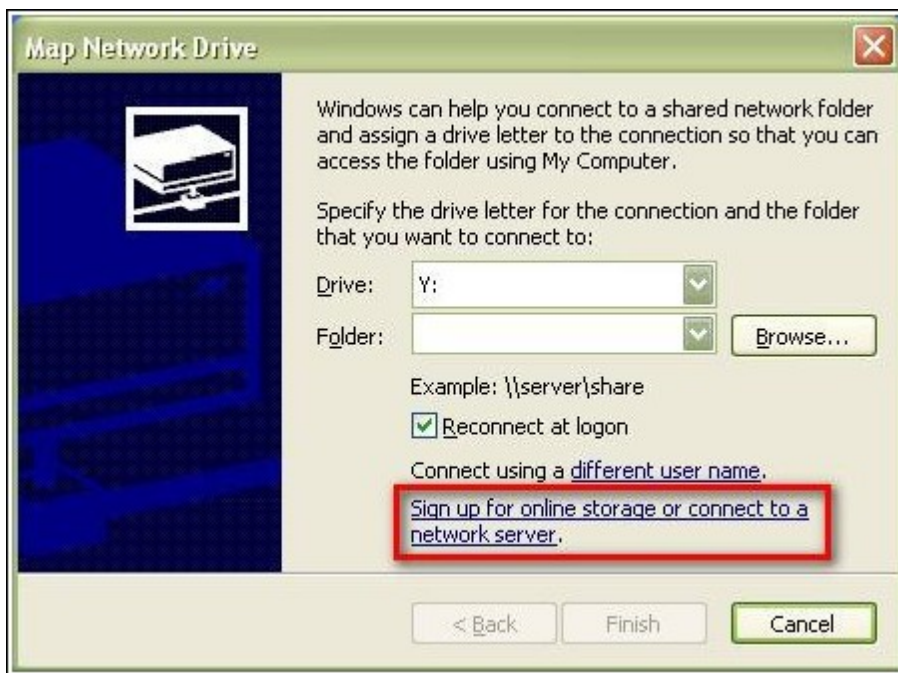 Map Network Drive
Windows can help you connect to a shared network folder
and assign a drive letter to the connection so that you can
access the folder using My Computer.
Specify the drive letter for the connection and the folder
that you want to connect to:
Drive: Y:
Folder: Browse...
Example: \\server\share
Reconnect at logon
Connect using a different user name.
Sign up for online storage or connect to a
network server.
< Back Finish Cancel